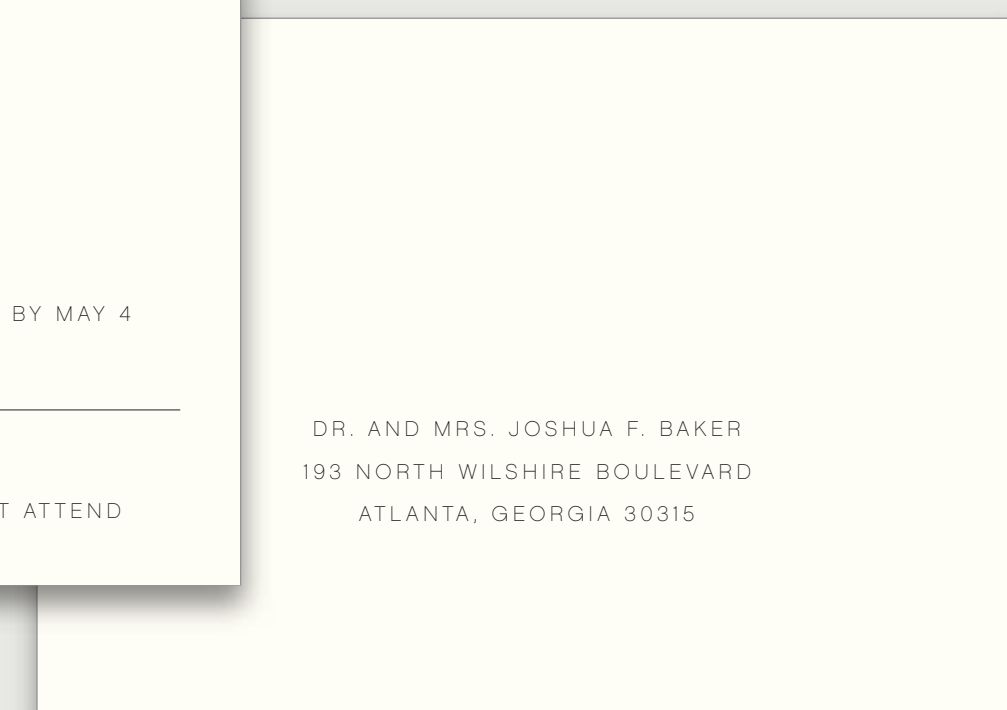 BY MAY 4
T ATTEND
DR. AND MRS. JOSHUA F. BAKER
193 NORTH WILSHIRE BOULEVARD
ATLANTA, GEORGIA 30315